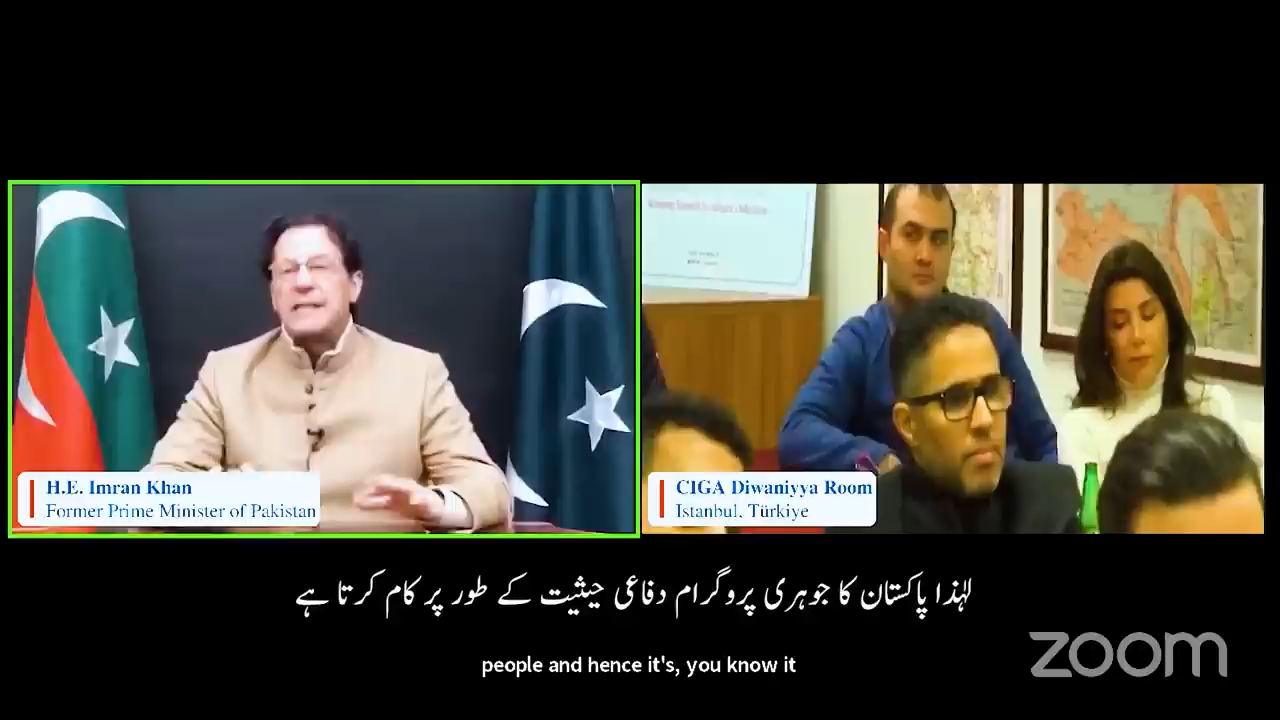 H.E. Imran Khan
Former Prime Minister of Pakistan
CIGA Diwaniyya Room
Istanbul, Türkiye
لہٰذا پاکستان کا جوہری پروگرام دفاعی حیثیت کے طور پر کام کرتا ہے
people and hence it's, you know it
zoom